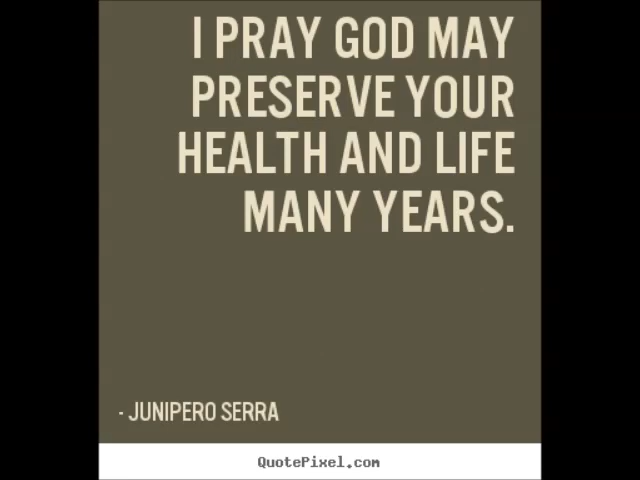 I PRAY GOD MAY
PRESERVE YOUR
HEALTH AND LIFE
MANY YEARS.
- JUNIPERO SERRA
QuotePixel.com